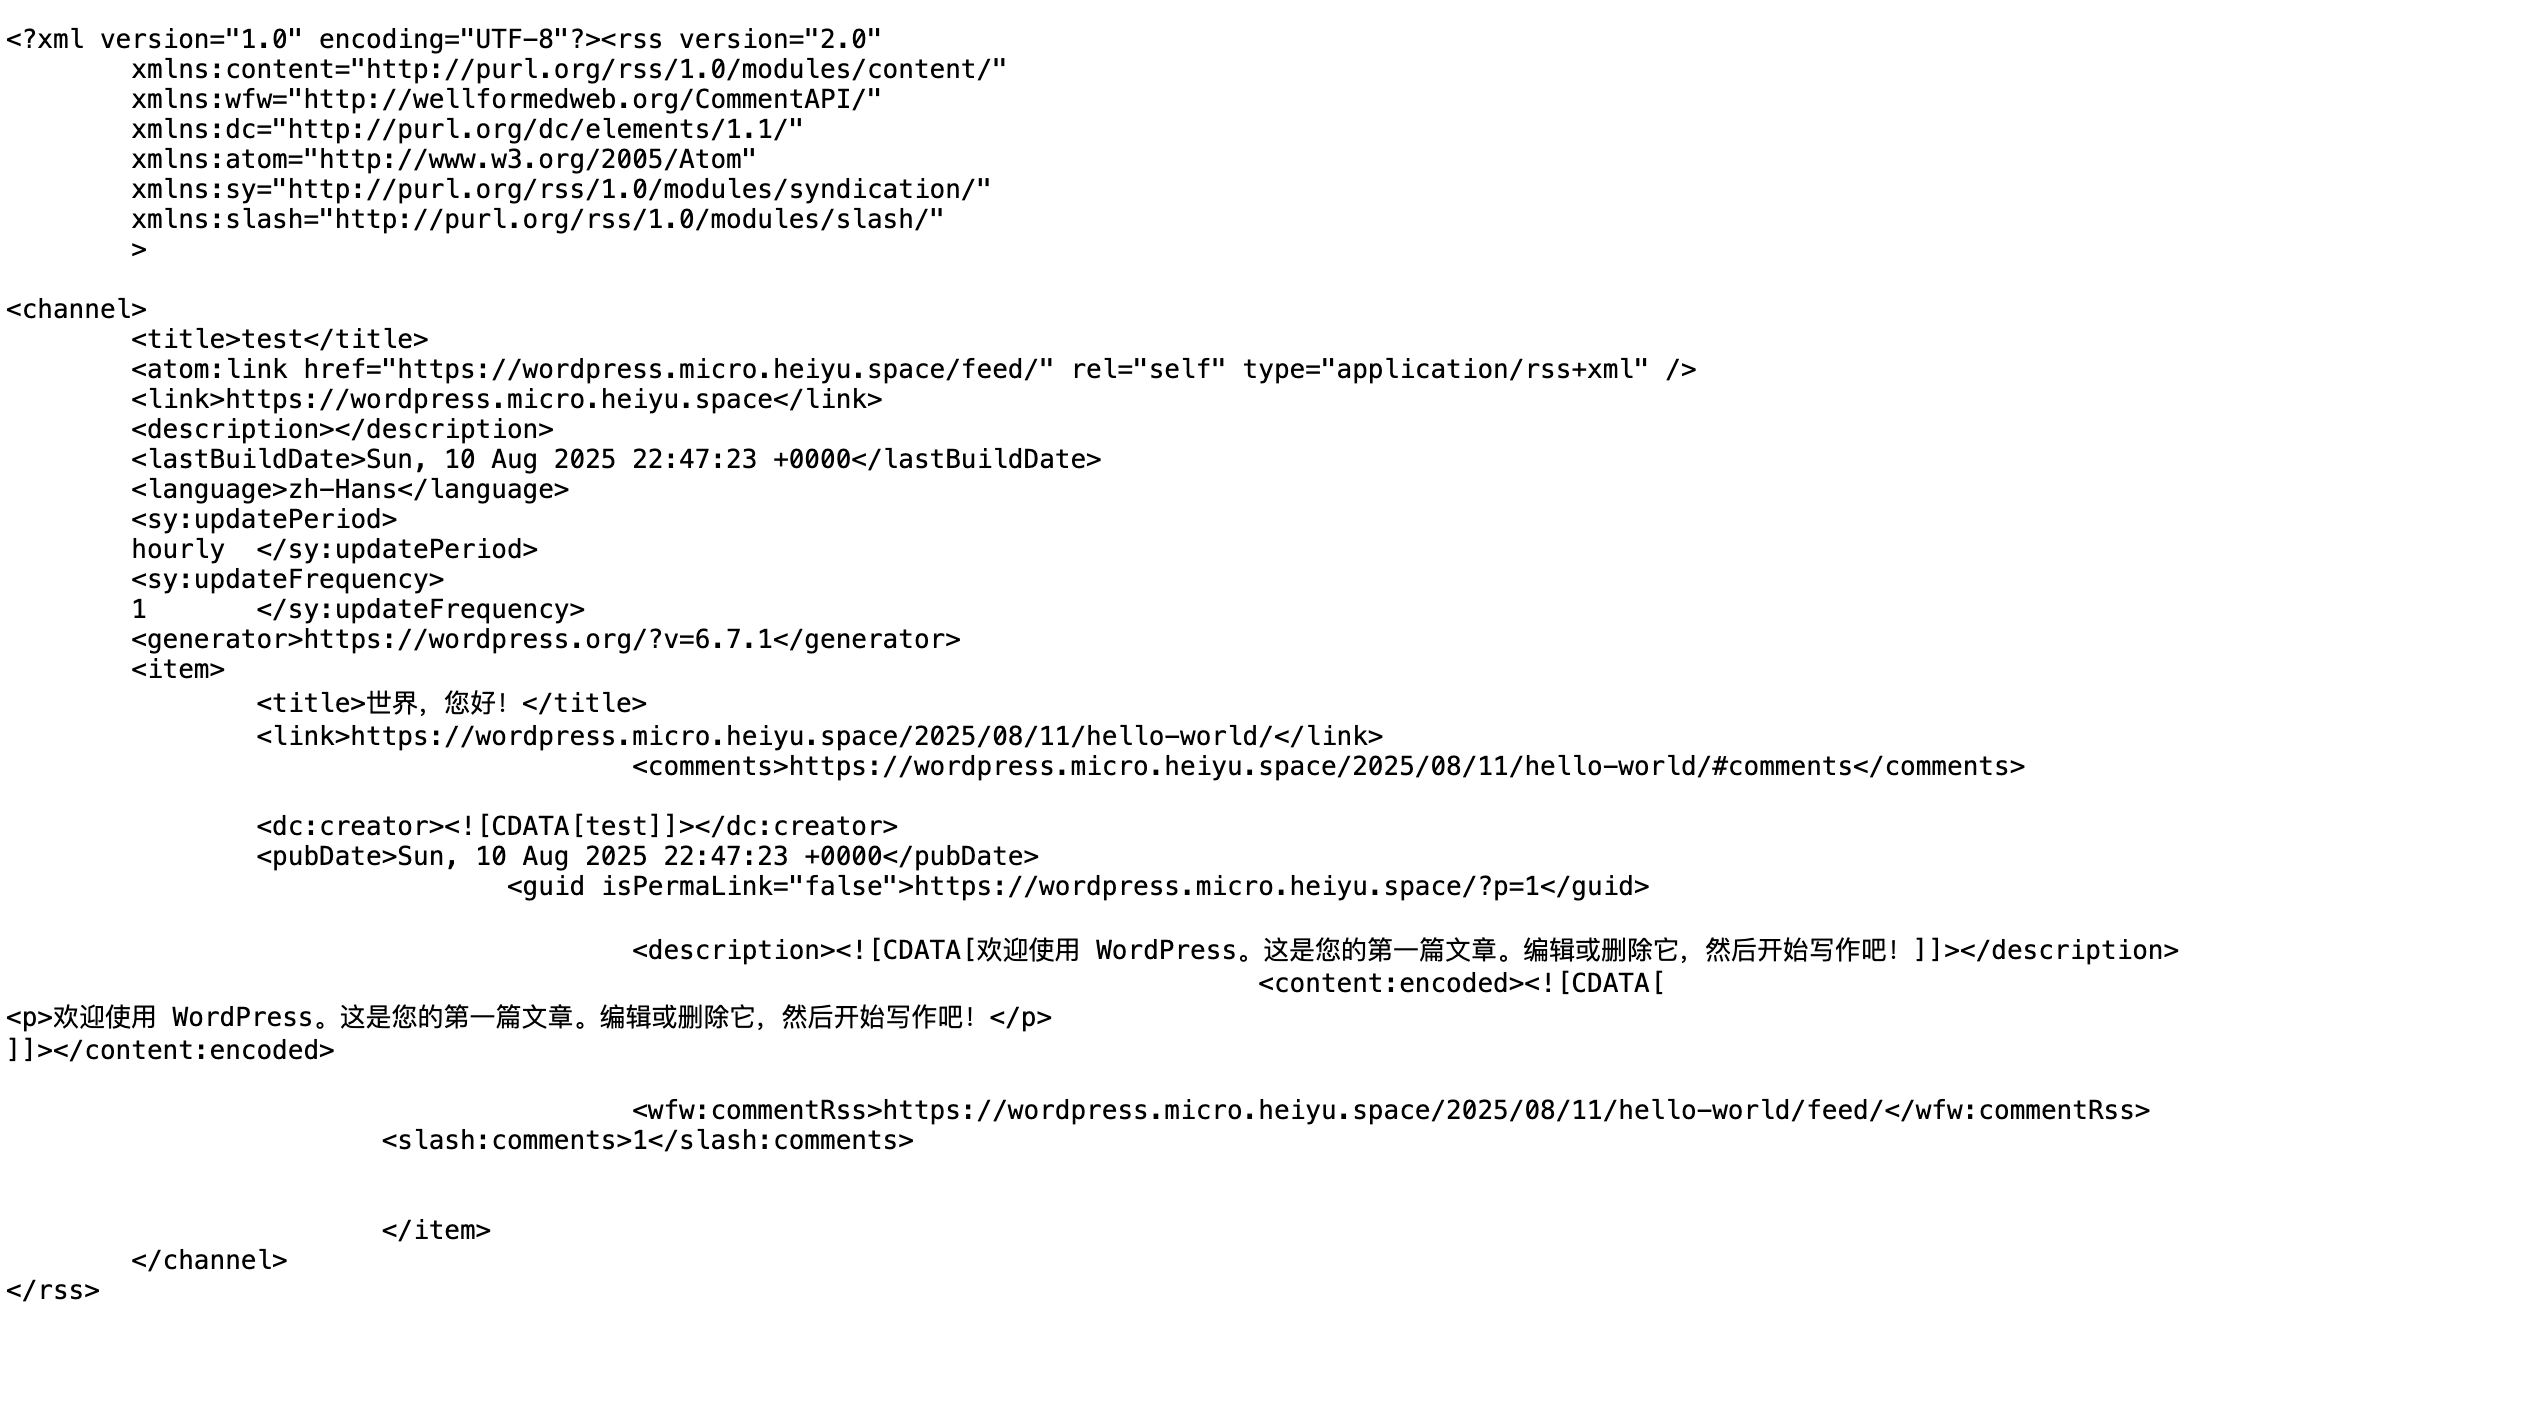 <?xml version="1.0" encoding="UTF-8"?><rss version="2.0"
	xmlns:content="http://purl.org/rss/1.0/modules/content/"
	xmlns:wfw="http://wellformedweb.org/CommentAPI/"
	xmlns:dc="http://purl.org/dc/elements/1.1/"
	xmlns:atom="http://www.w3.org/2005/Atom"
	xmlns:sy="http://purl.org/rss/1.0/modules/syndication/"
	xmlns:slash="http://purl.org/rss/1.0/modules/slash/"
	>

<channel>
	<title>test</title>
	<atom:link href="https://wordpress.micro.heiyu.space/feed/" rel="self" type="application/rss+xml" />
	<link>https://wordpress.micro.heiyu.space</link>
	<description></description>
	<lastBuildDate>Sun, 10 Aug 2025 22:47:23 +0000</lastBuildDate>
	<language>zh-Hans</language>
	<sy:updatePeriod>
	hourly	</sy:updatePeriod>
	<sy:updateFrequency>
	1	</sy:updateFrequency>
	<generator>https://wordpress.org/?v=6.7.1</generator>
	<item>
		<title>世界，您好！</title>
		<link>https://wordpress.micro.heiyu.space/2025/08/11/hello-world/</link>
					<comments>https://wordpress.micro.heiyu.space/2025/08/11/hello-world/#comments</comments>

		<dc:creator><![CDATA[test]]></dc:creator>
		<pubDate>Sun, 10 Aug 2025 22:47:23 +0000</pubDate>
				<guid isPermaLink="false">https://wordpress.micro.heiyu.space/?p=1</guid>

					<description><![CDATA[欢迎使用 WordPress。这是您的第一篇文章。编辑或删除它，然后开始写作吧！]]></description>
										<content:encoded><![CDATA[
<p>欢迎使用 WordPress。这是您的第一篇文章。编辑或删除它，然后开始写作吧！</p>
]]></content:encoded>

					<wfw:commentRss>https://wordpress.micro.heiyu.space/2025/08/11/hello-world/feed/</wfw:commentRss>
			<slash:comments>1</slash:comments>


			</item>
	</channel>
</rss>